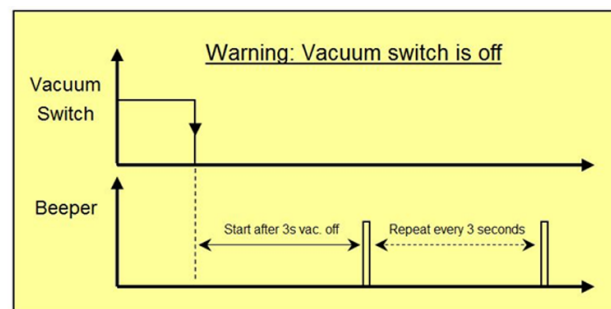 Warning: Vacuum switch is off
Vacuum
Switch
Beeper
Start after 3s vac. off
Repeat every 3 seconds